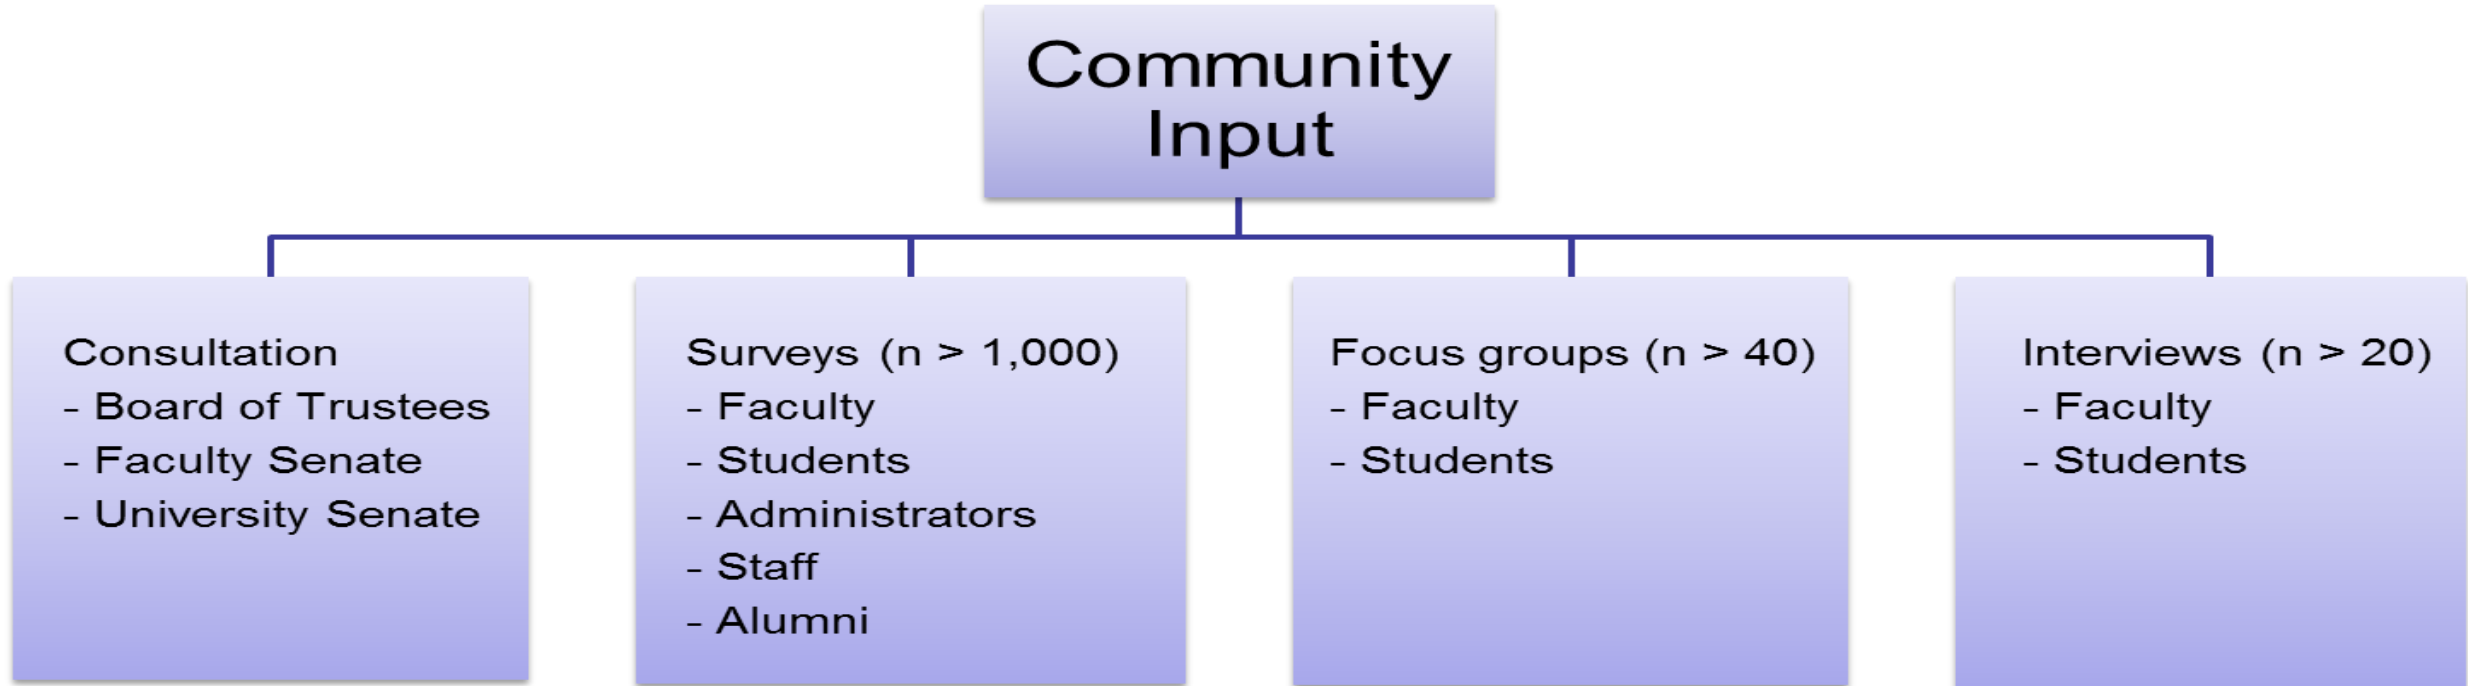 Community
Input
Consultation
- Board of Trustees
- Faculty Senate
- University Senate
Surveys (n > 1,000)
- Faculty
- Students
- Administrators
- Staff
- Alumni
Focus groups (n > 40)
- Faculty
- Students
Interviews (n > 20)
- Faculty
- Students